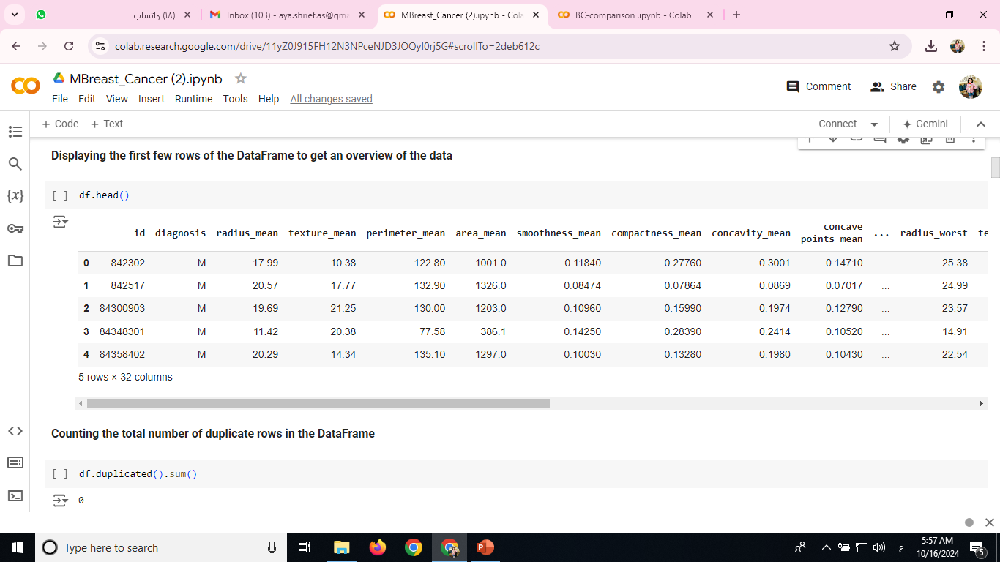 (١٨) واتساب
Inbox (103) - aya.shrief.as@gma
MBreast_Cancer (2).ipynb - Cola
BC-comparison .ipynb - Colab
colab.research.google.com/drive/11yZ0J915FH12N3NPceNJD3JOQyI0rj5G#scrollTo=2deb612c
MBreast_Cancer (2).ipynb
File Edit View Insert Runtime Tools Help All changes saved
Comment Share
+ Code + Text
Connect Gemini
Displaying the first few rows of the DataFrame to get an overview of the data
[ ] df.head()
id diagnosis radius_mean texture_mean perimeter_mean area_mean smoothness_mean compactness_mean concavity_mean concave points_mean ... radius_worst te
0 842302 M 17.99 10.38 122.80 1001.0 0.11840 0.27760 0.3001 0.14710 ... 25.38
1 842517 M 20.57 17.77 132.90 1326.0 0.08474 0.07864 0.0869 0.07017 ... 24.99
2 84300903 M 19.69 21.25 130.00 1203.0 0.10960 0.15990 0.1974 0.12790 ... 23.57
3 84348301 M 11.42 20.38 77.58 386.1 0.14250 0.28390 0.2414 0.10520 ... 14.91
4 84358402 M 20.29 14.34 135.10 1297.0 0.10030 0.13280 0.1980 0.10430 ... 22.54
5 rows × 32 columns
Counting the total number of duplicate rows in the DataFrame
[ ] df.duplicated().sum()
0
Type here to search
ع
5:57 AM
10/16/2024
5